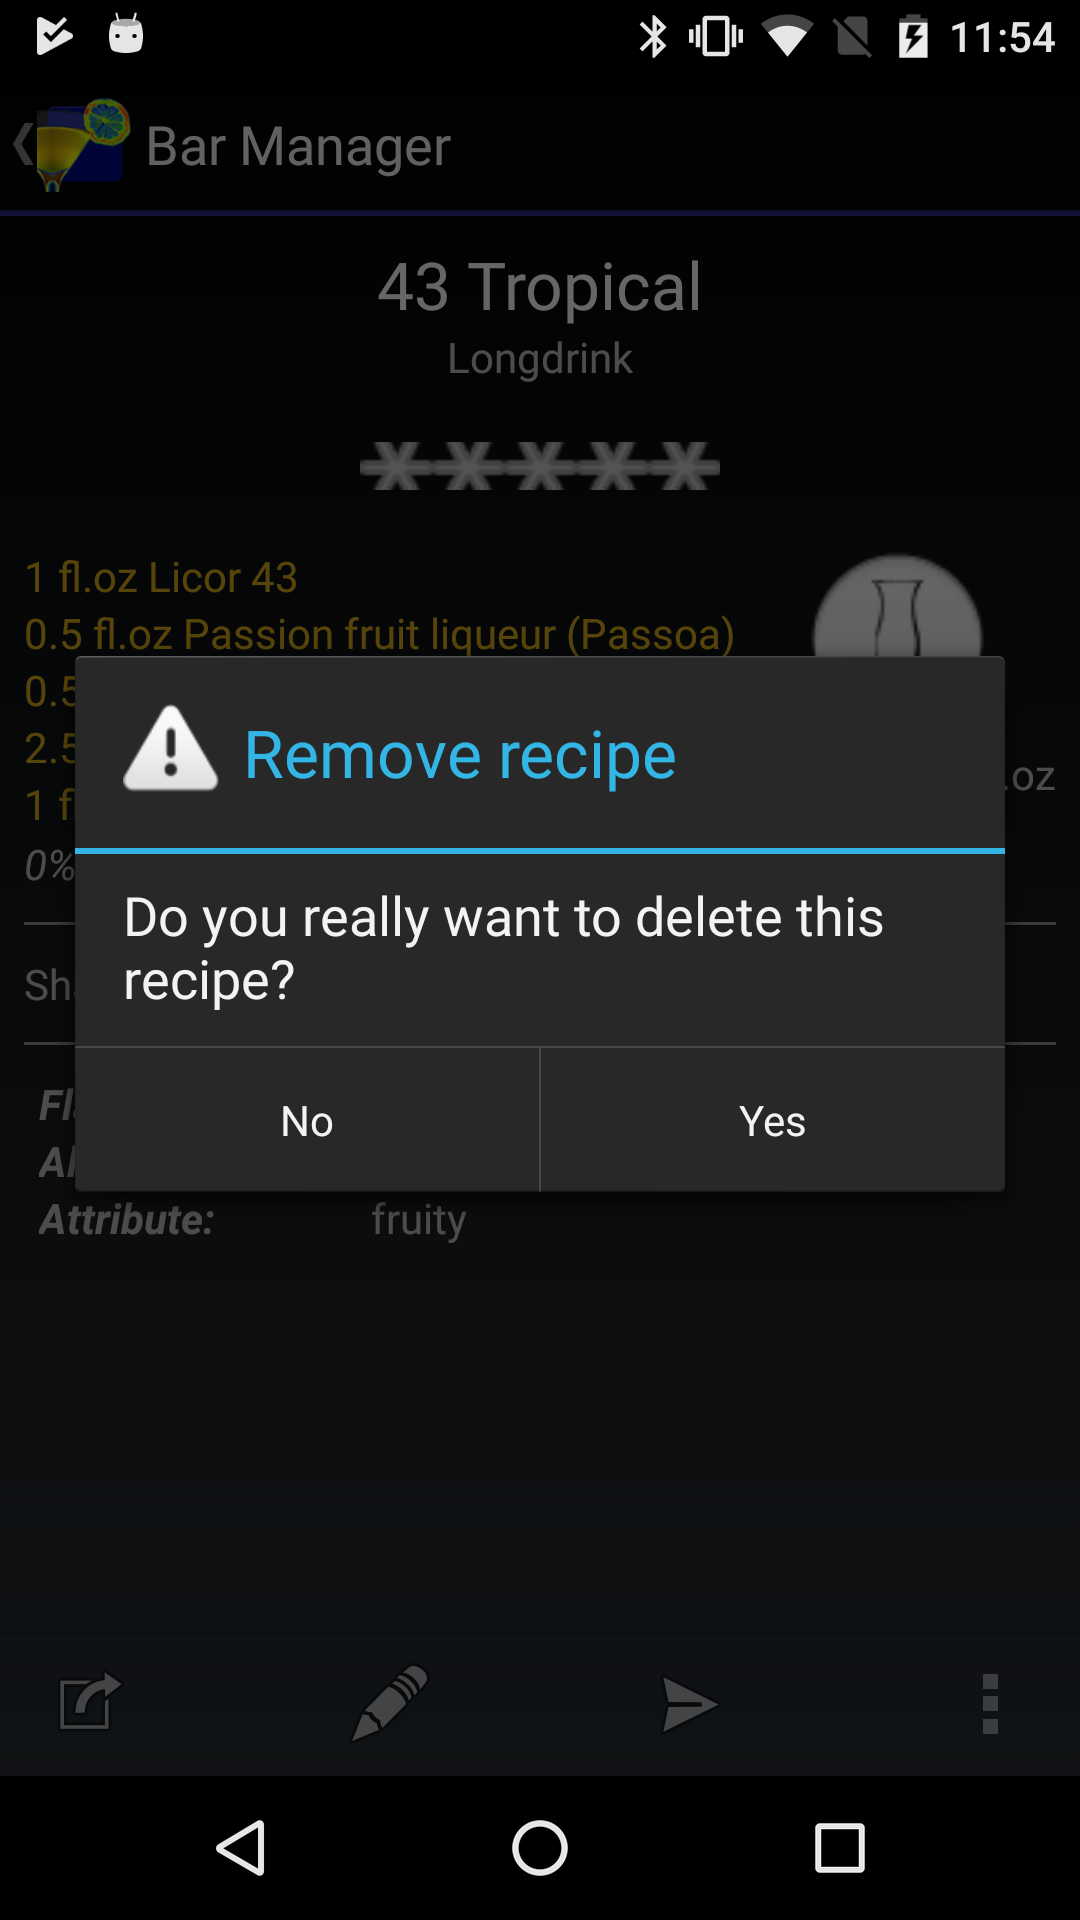 11:54
Bar Manager
43 Tropical
Longdrink
1 fl.oz Licor 43
0.5 fl.oz Passion fruit liqueur (Passoa)
0.5
2.5
.oz
1 fl
0%
Remove recipe
Do you really want to delete this
recipe?
No
Yes
Attribute: fruity